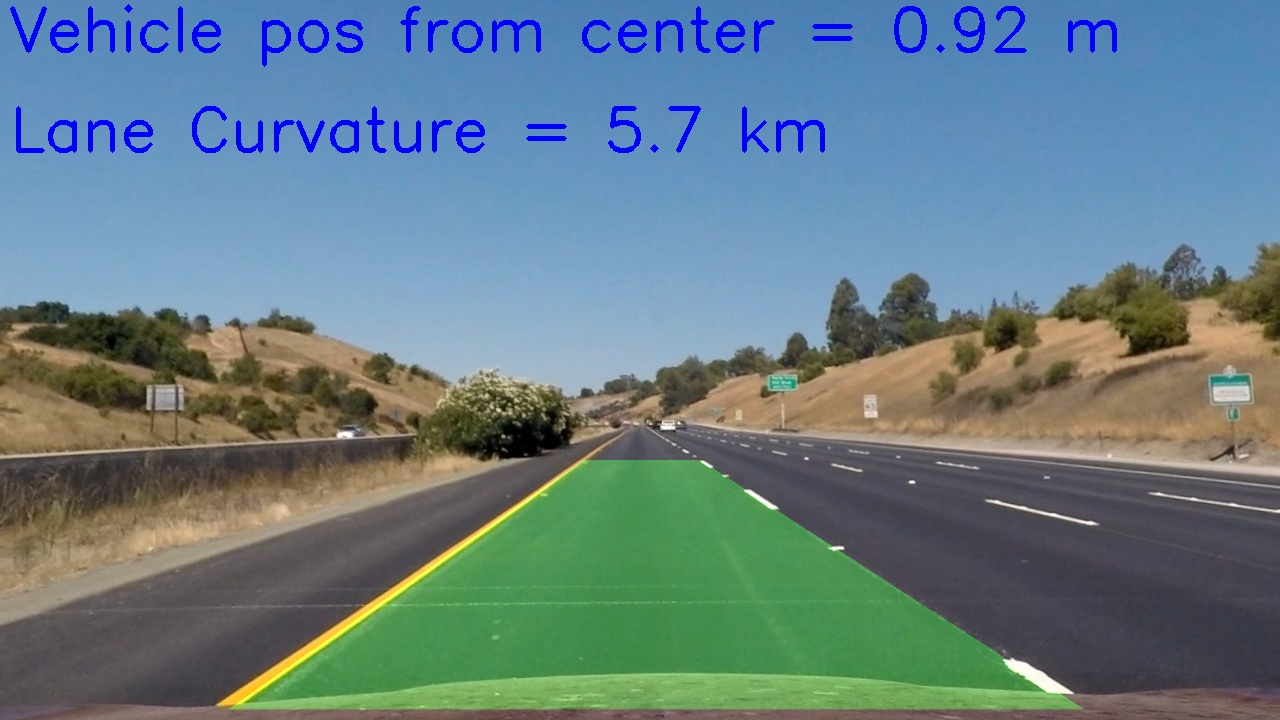 Vehicle pos from center = 0.92 m
Lane Curvature = 5.7 km